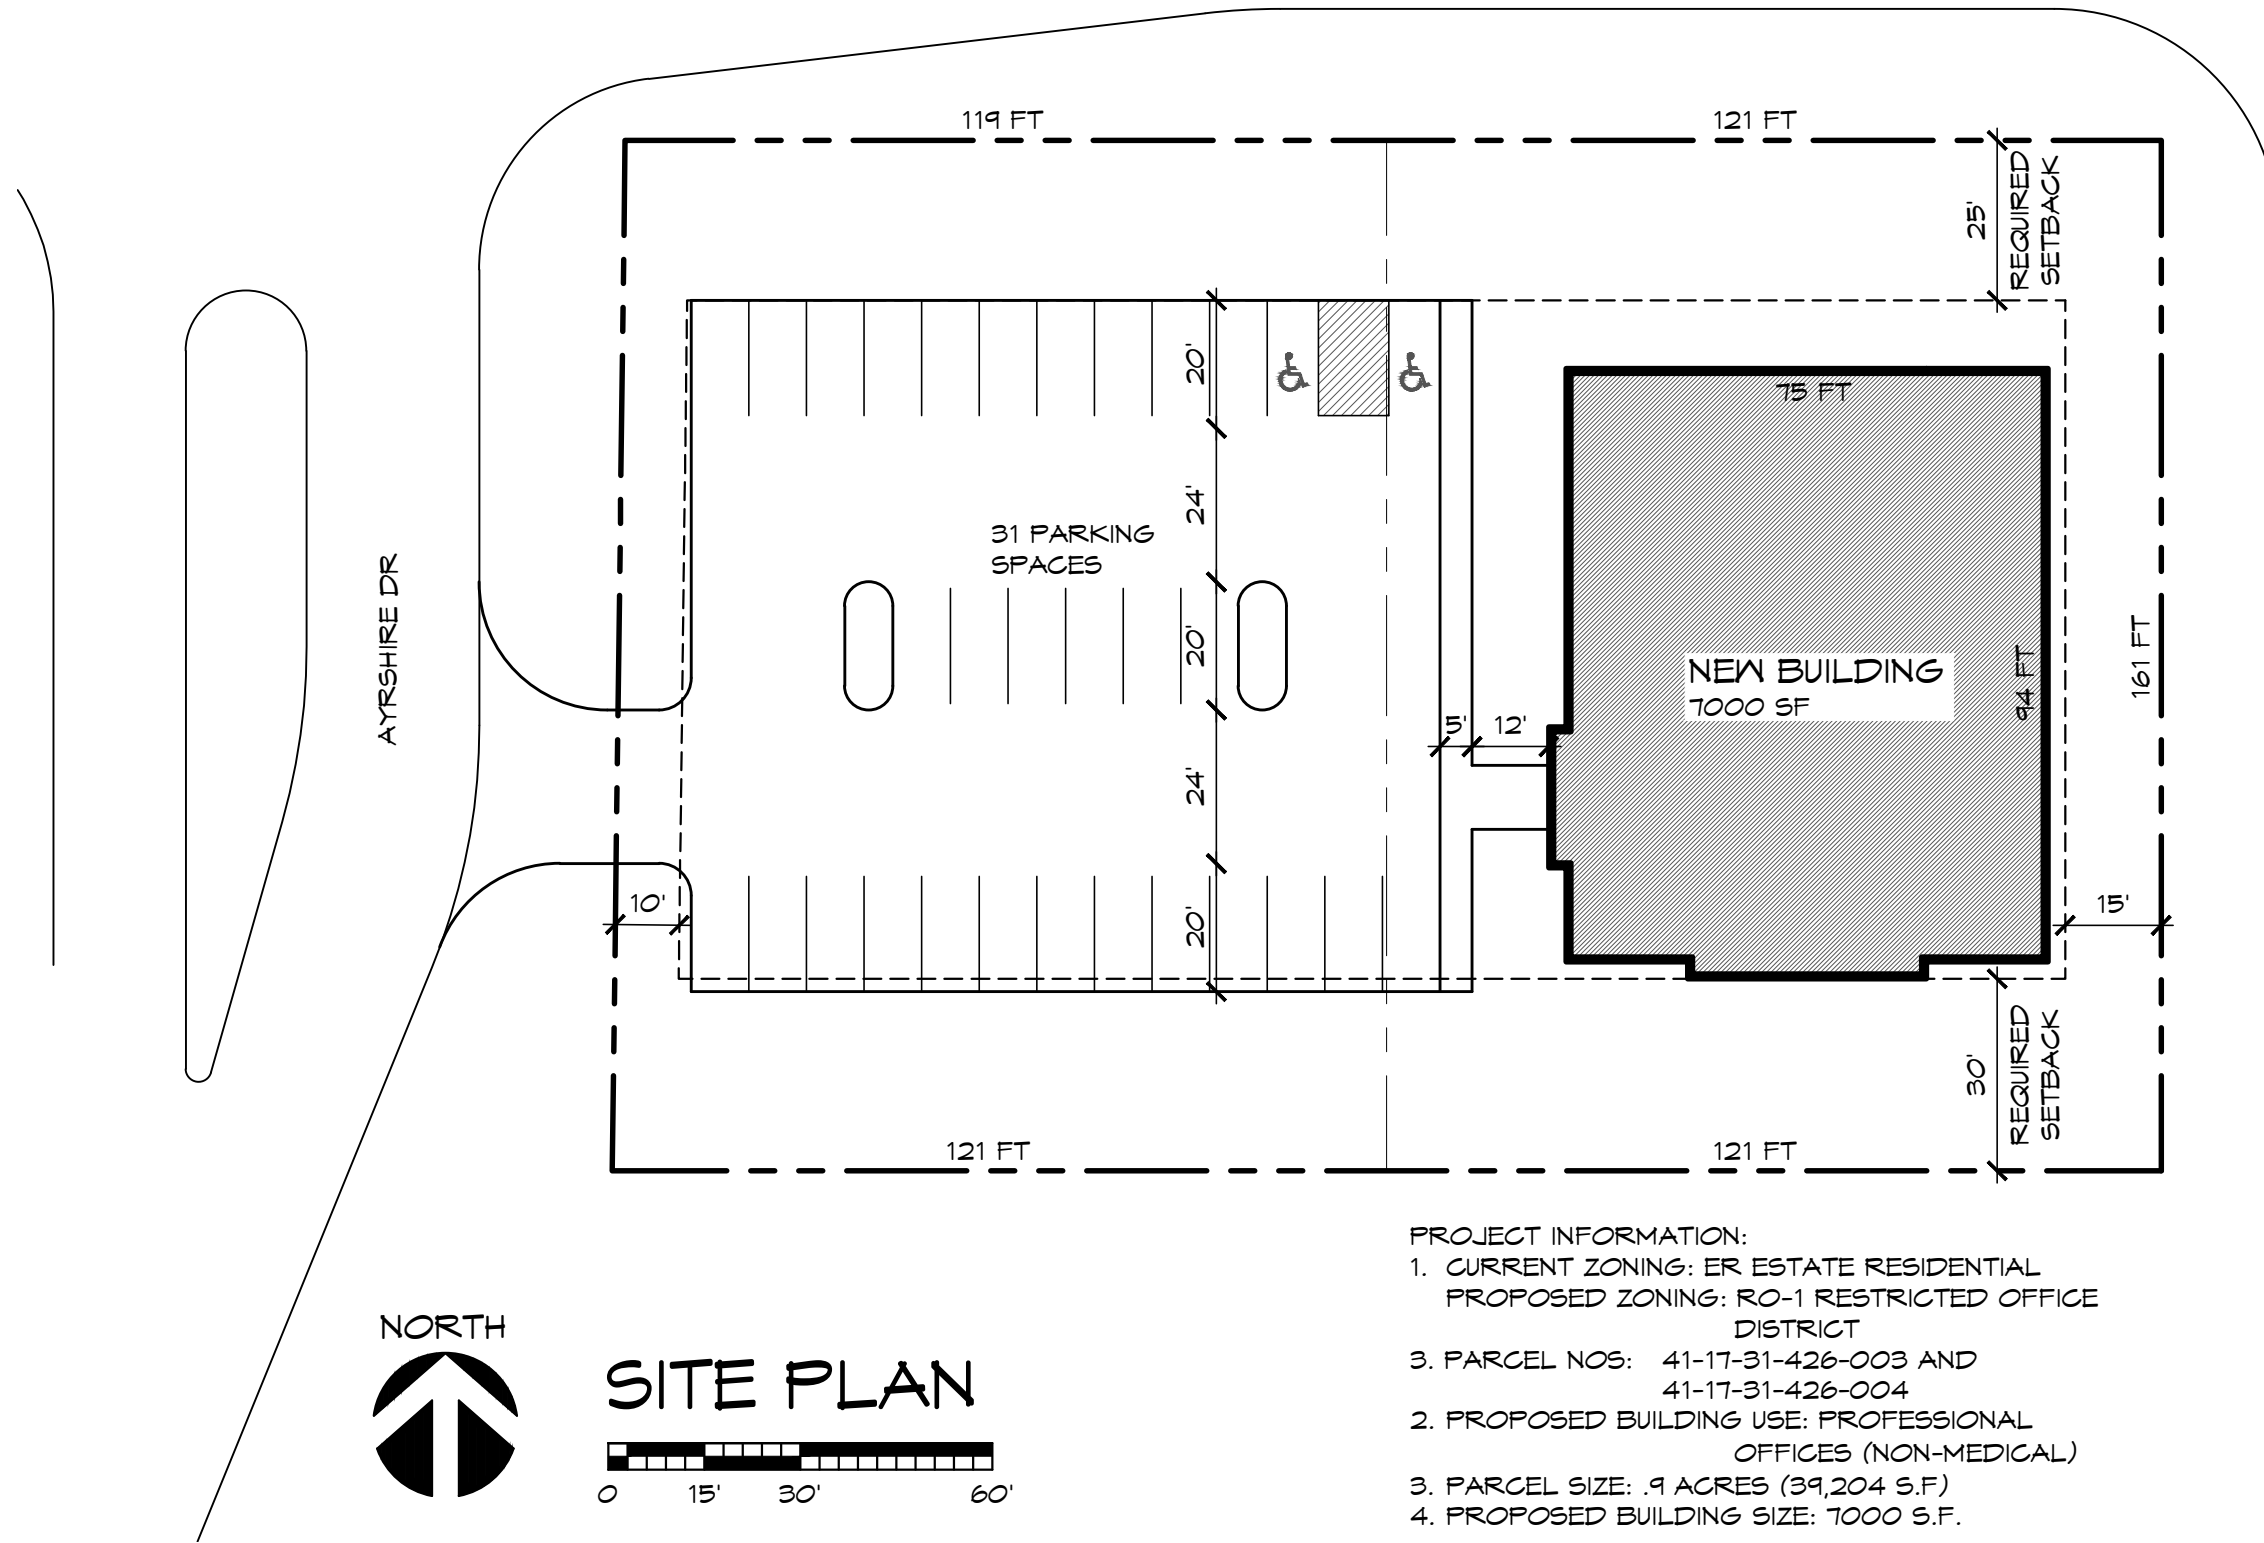 119 FT
121 FT
25'
REQUIRED
SETBACK
20'
75 FT
24'
31 PARKING
SPACES
AYRSHIRE DR
20'
NEW BUILDING
7000 SF
94 FT
161 FT
5'
12'
24'
10'
20'
15'
30'
REQUIRED
SETBACK
121 FT
121 FT
PROJECT INFORMATION:
1. CURRENT ZONING: ER ESTATE RESIDENTIAL
PROPOSED ZONING: RO-1 RESTRICTED OFFICE
DISTRICT
3. PARCEL NOS: 41-17-31-426-003 AND
41-17-31-426-004
2. PROPOSED BUILDING USE: PROFESSIONAL
OFFICES (NON-MEDICAL)
3. PARCEL SIZE: .9 ACRES (39,204 S.F)
4. PROPOSED BUILDING SIZE: 7000 S.F.
NORTH
SITE PLAN
0 15' 30' 60'